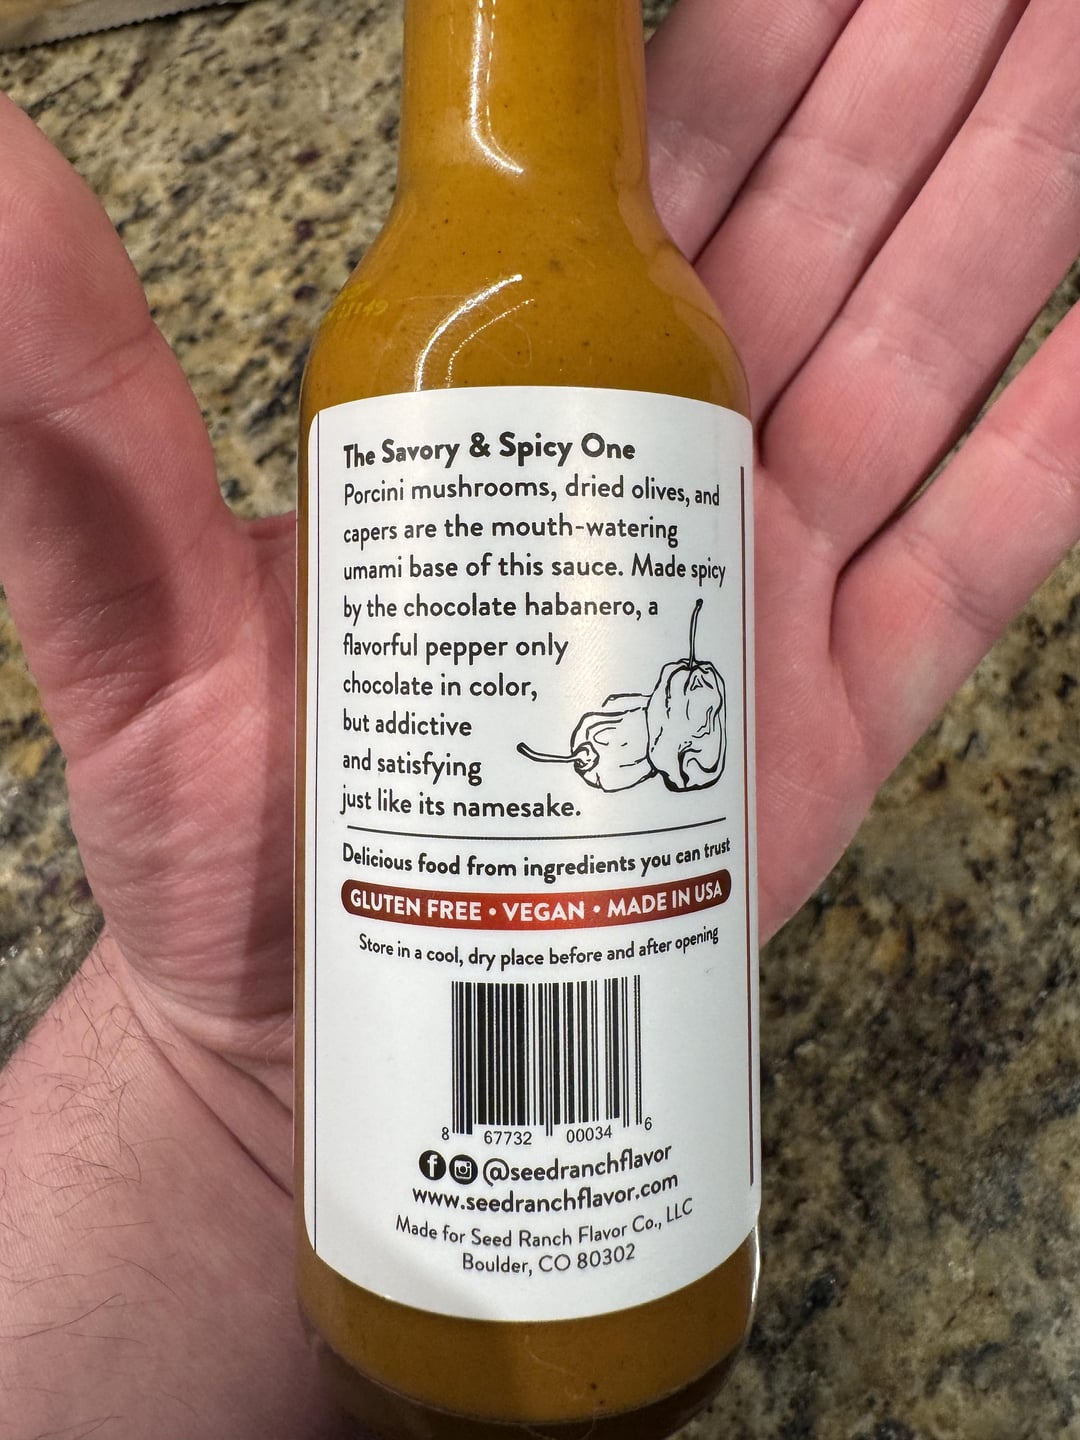 The Savory & Spicy One
Porcini mushrooms, dried olives, and
capers are the mouth-watering
umami base of this sauce. Made spicy
by the chocolate habanero, a
flavorful pepper only
chocolate in color,
but addictive
and satisfying
just like its namesake.
Delicious food from ingredients you can trust
GLUTEN FREE • VEGAN • MADE IN USA
Store in a cool, dry place before and after opening
8 67732 00034 6
@seedranchflavor
www.seedranchflavor.com
Made for Seed Ranch Flavor Co., LLC
Boulder, CO 80302